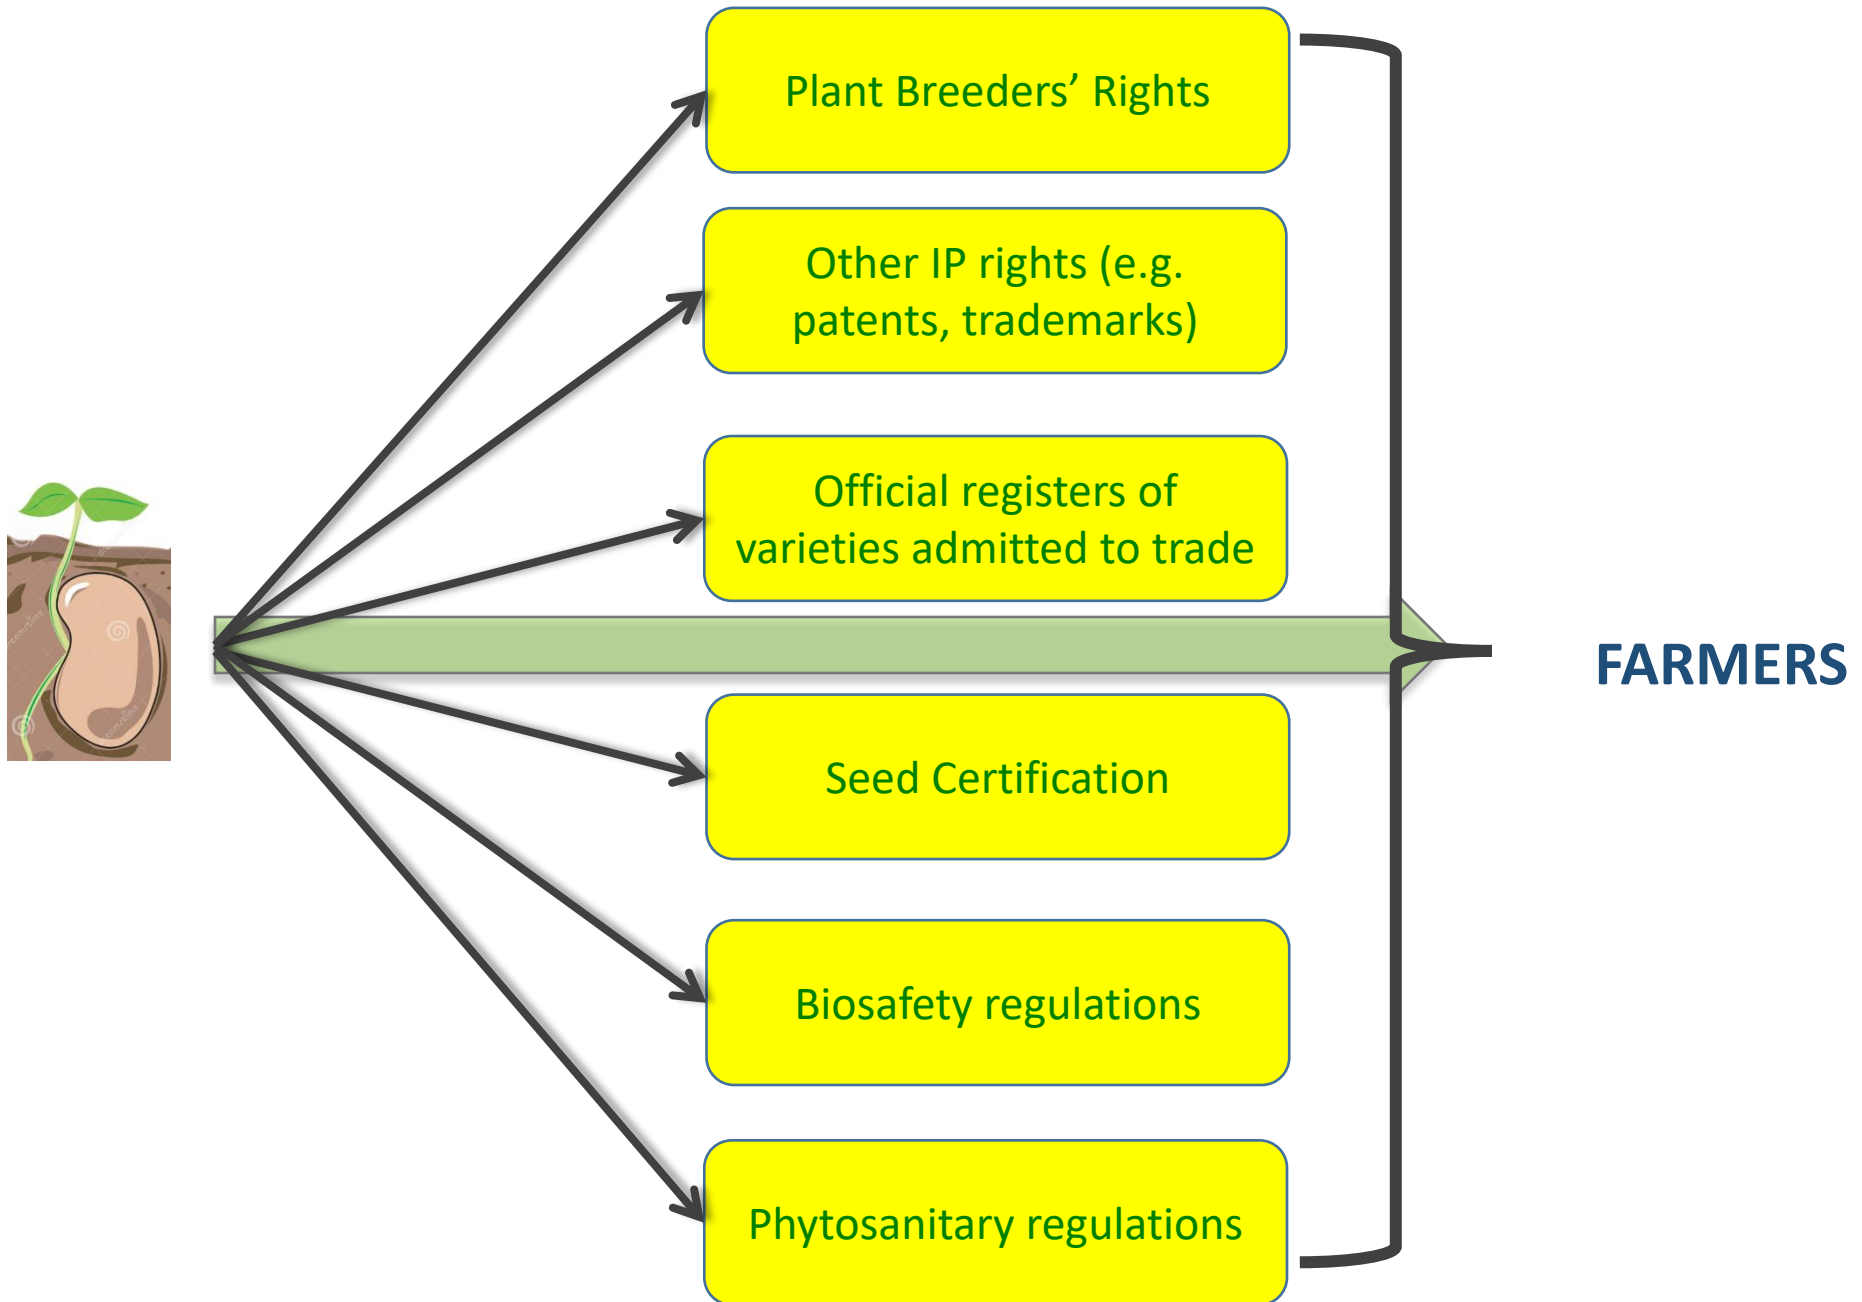 Plant Breeders’ Rights
Other IP rights (e.g.
patents, trademarks)
Official registers of
varieties admitted to trade
FARMERS
Seed Certification
Biosafety regulations
Phytosanitary regulations